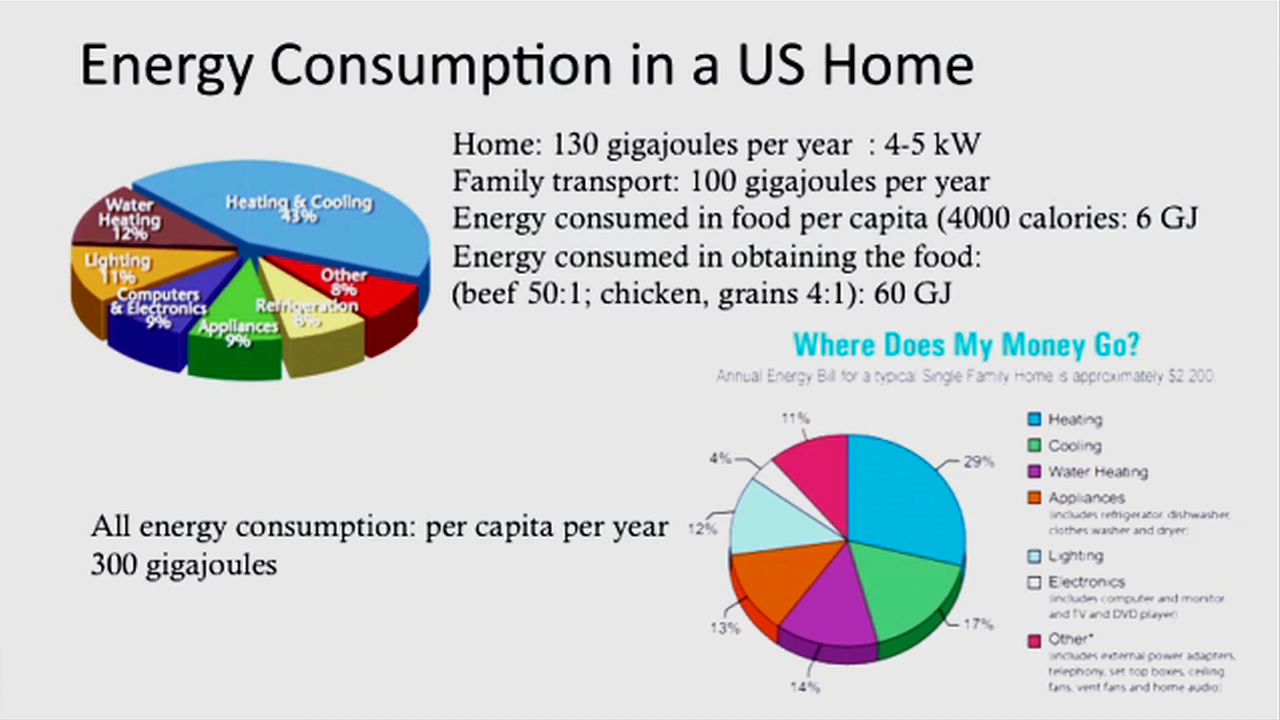 Energy Consumption in a US Home
Home: 130 gigajoules per year : 4-5 kW
Family transport: 100 gigajoules per year
Energy consumed in food per capita (4000 calories: 6 GJ
Energy consumed in obtaining the food:
(beef 50:1; chicken, grains 4:1): 60 GJ
Heating & Cooling
43%
Water
Heating
12%
Lighting
11%
Computers
& Electronics
9%
Appliances
9%
Refrigeration
8%
Other
8%
Where Does My Money Go?
Annual Energy Bill for a typical Single Family Home is approximately $2,200
11%
4%
12%
13%
14%
17%
29%
Heating
Cooling
Water Heating
Appliances
(includes refrigerator, dishwasher,
clothes washer and dryer)
Lighting
Electronics
(includes computer and monitor
and TV and DVD player)
Other*
(includes external power adapters,
telephony, set top boxes, ceiling
fans, vent fans and home audio)
All energy consumption: per capita per year
300 gigajoules